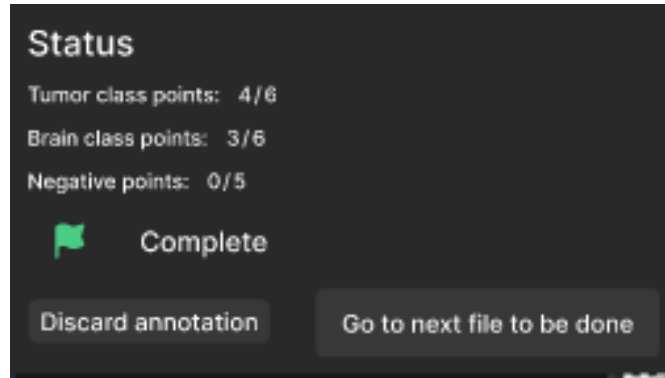 Status
Tumor class points: 4/6
Brain class points: 3/6
Negative points: 0/5
Complete
Discard annotation
Go to next file to be done